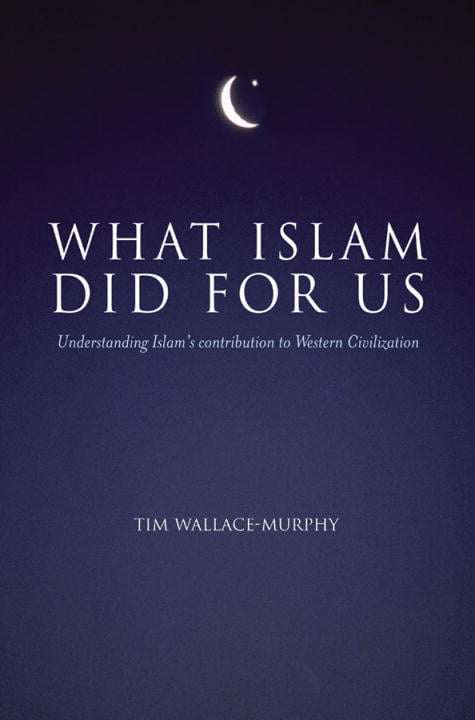 WHAT ISLAM
DID FOR US
Understanding Islam's contribution to Western Civilization
TIM WALLACE-MURPHY